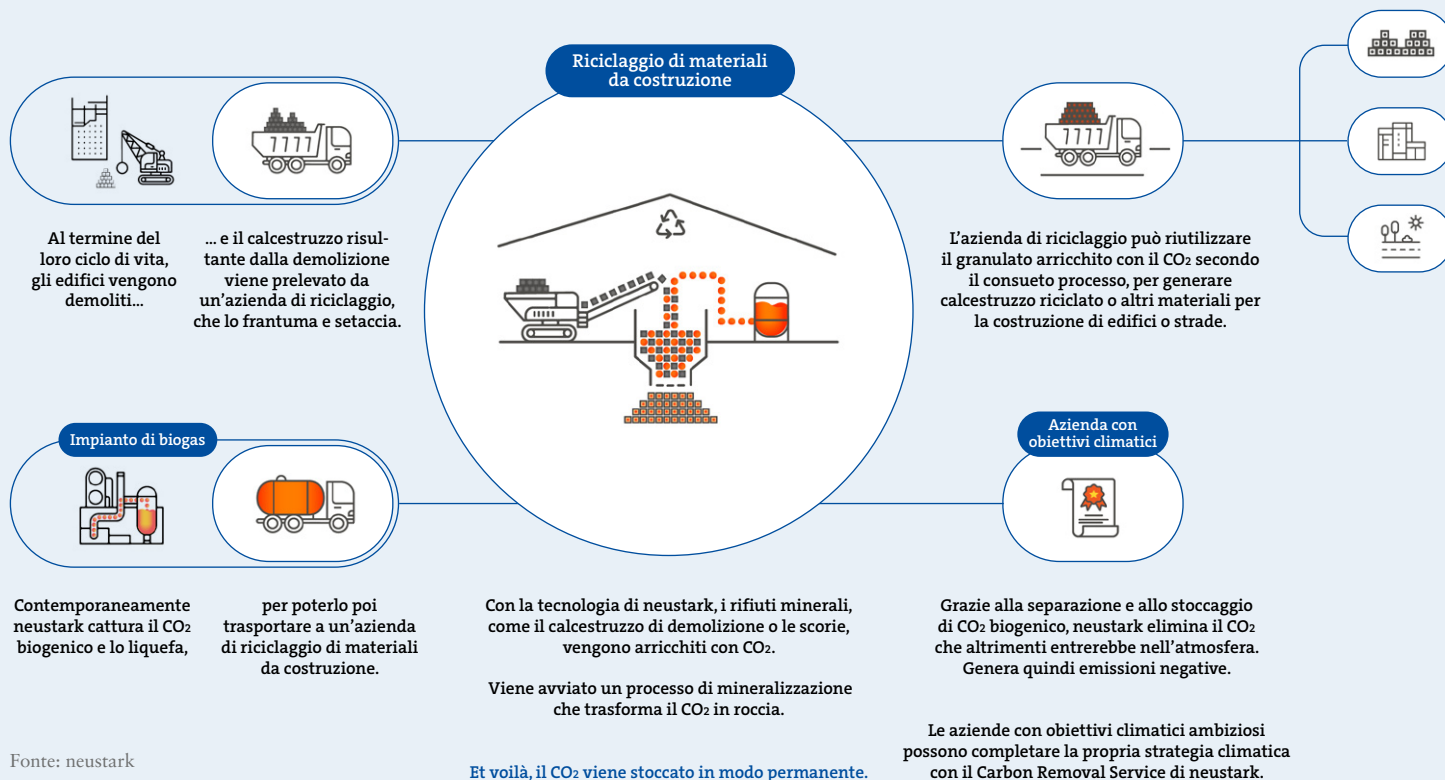 Riciclaggio di materiali
da costruzione
Al termine del
loro ciclo di vita,
gli edifici vengono
demoliti...
... e il calcestruzzo risul-
tante dalla demolizione
viene prelevato da
un'azienda di riciclaggio,
che lo frantuma e setaccia.
L'azienda di riciclaggio può riutilizzare
il granulato arricchito con il CO₂ secondo
il consueto processo, per generare
calcestruzzo riciclato o altri materiali per
la costruzione di edifici o strade.
Impianto di biogas
Contemporaneamente
neustark cattura il CO₂
biogenico e lo liquefa,
per poterlo poi
trasportare a un'azienda
di riciclaggio di materiali
da costruzione.
Con la tecnologia di neustark, i rifiuti minerali,
come il calcestruzzo di demolizione o le scorie,
vengono arricchiti con CO₂.
Viene avviato un processo di mineralizzazione
che trasforma il CO₂ in roccia.
Et voilà, il CO₂ viene stoccato in modo permanente.
Azienda con
obiettivi climatici
Grazie alla separazione e allo stoccaggio
di CO₂ biogenico, neustark elimina il CO₂
che altrimenti entrerebbe nell'atmosfera.
Genera quindi emissioni negative.
Le aziende con obiettivi climatici ambiziosi
possono completare la propria strategia climatica
con il Carbon Removal Service di neustark.
Fonte: neustark